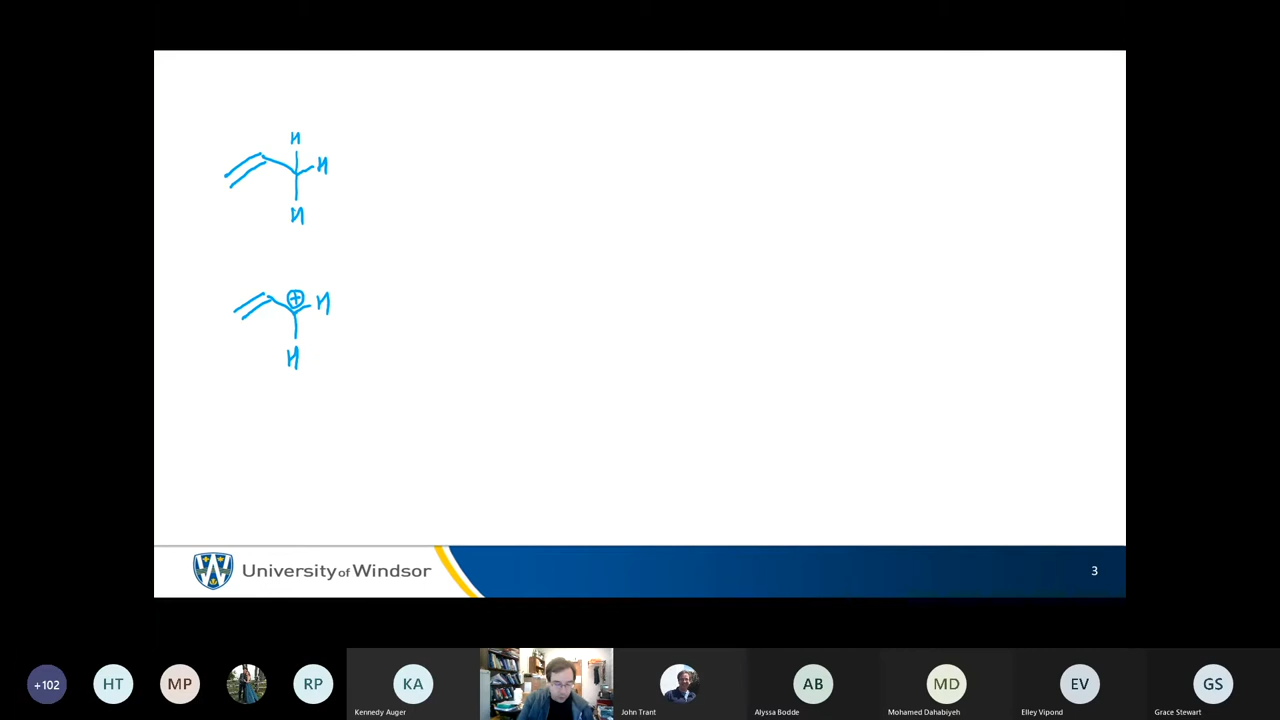 H
H
H
⊕ H
H
University of Windsor
3
+102
HT
MP
RP
KA
AB
MD
EV
GS
Kennedy Auger
John Trant
Alyssa Bodde
Mohamed Dahabiyeh
Elley Vipond
Grace Stewart